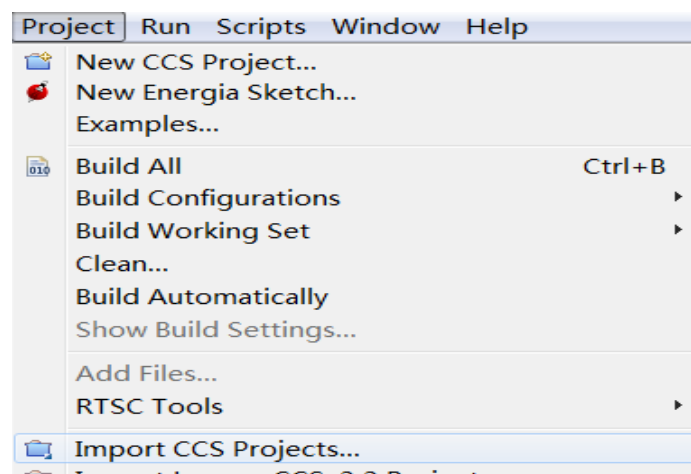 Project Run Scripts Window Help
New CCS Project...
New Energia Sketch...
Examples...
010
Build All Ctrl+B
Build Configurations
Build Working Set
Clean...
Build Automatically
Show Build Settings...
Add Files...
RTSC Tools
Import CCS Projects...